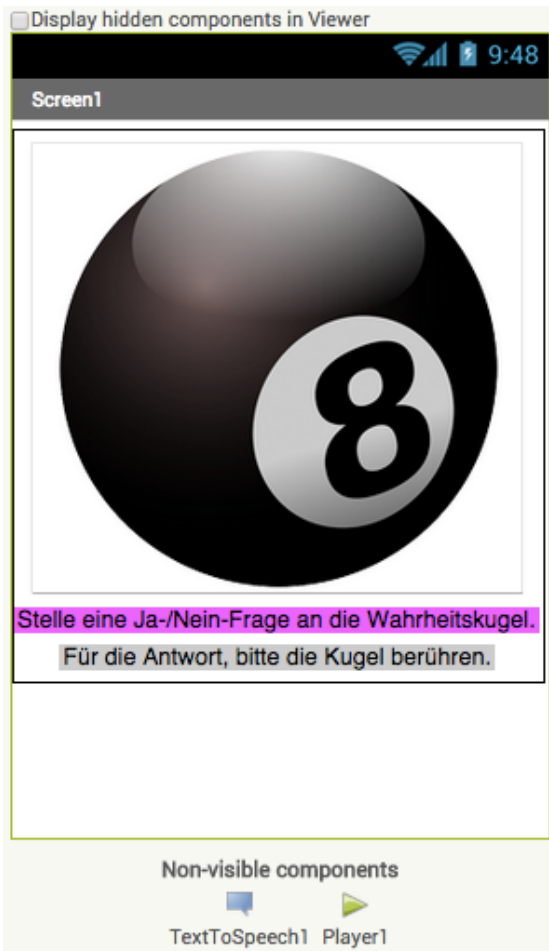 Display hidden components in Viewer
9:48
Screen1
8
Stelle eine Ja-/Nein-Frage an die Wahrheitskugel.
Für die Antwort, bitte die Kugel berühren.
Non-visible components
TextToSpeech1 Player1